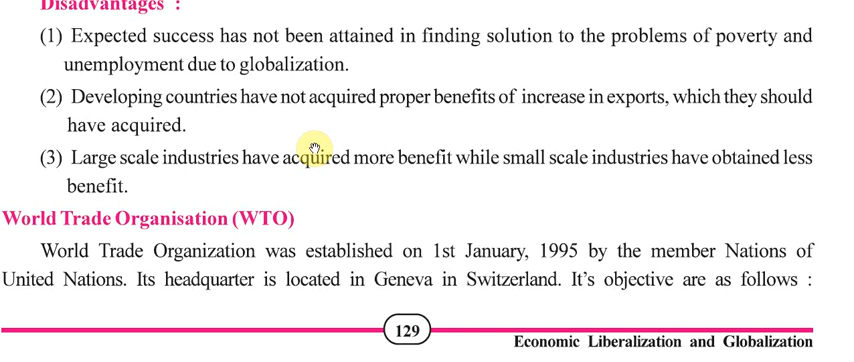 Disadvantages :
(1) Expected success has not been attained in finding solution to the problems of poverty and
unemployment due to globalization.
(2) Developing countries have not acquired proper benefits of increase in exports, which they should
have acquired.
(3) Large scale industries have acquired more benefit while small scale industries have obtained less
benefit.
World Trade Organisation (WTO)
World Trade Organization was established on 1st January, 1995 by the member Nations of
United Nations. Its headquarter is located in Geneva in Switzerland. It's objective are as follows :
129
Economic Liberalization and Globalization